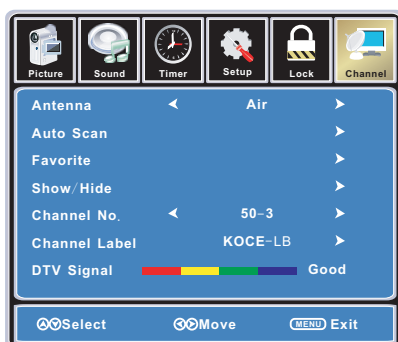 Picture Sound Timer Setup Lock Channel
Antenna Air
Auto Scan
Favorite
Show/Hide
Channel No. 50-3
Channel Label KOCE-LB
DTV Signal Good
Select Move MENU Exit